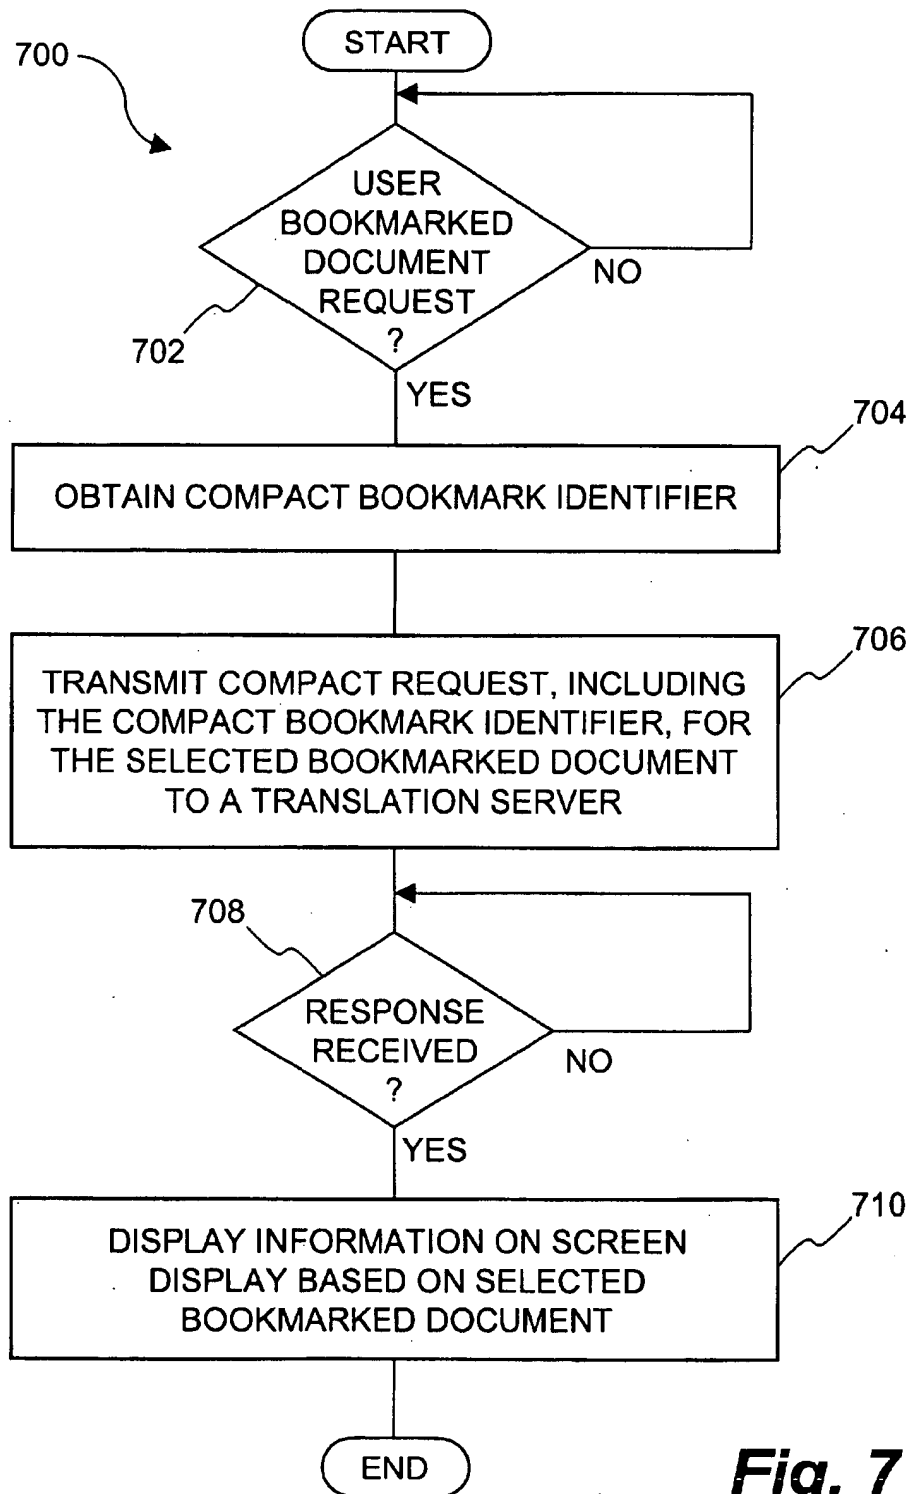 START
700
USER
BOOKMARKED
DOCUMENT
REQUEST
?
NO
702
YES
704
OBTAIN COMPACT BOOKMARK IDENTIFIER
706
TRANSMIT COMPACT REQUEST, INCLUDING
THE COMPACT BOOKMARK IDENTIFIER, FOR
THE SELECTED BOOKMARKED DOCUMENT
TO A TRANSLATION SERVER
708
RESPONSE
RECEIVED
?
NO
YES
710
DISPLAY INFORMATION ON SCREEN
DISPLAY BASED ON SELECTED
BOOKMARKED DOCUMENT
END
Fig. 7